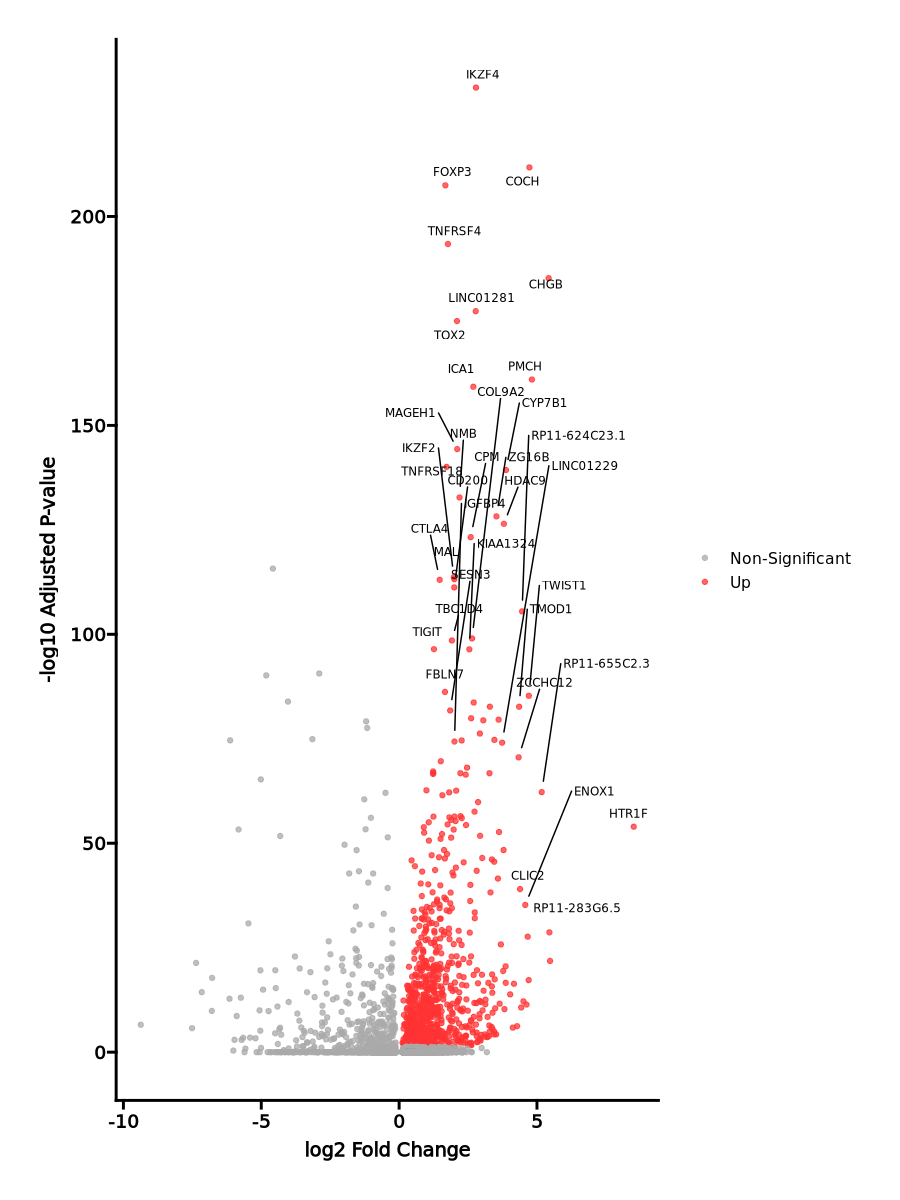 IKZF4
FOXP3
COCH
TNFRSF4
CHGB
LINC01281
TOX2
ICA1
PMCH
COL9A2
CYP7B1
MAGEH1
NMB
RP11-624C23.1
IKZF2
CPM
ZG16B
LINC01229
TNFRSF18
CD200
HDAC9
IGFBP4
CTLA4
MAL
KIAA1324
SESN3
TWIST1
TBC1D4
TMOD1
TIGIT
RP11-655C2.3
FBLN7
ZCCHC12
ENOX1
HTR1F
CLIC2
RP11-283G6.5
200
150
100
50
0
-log10 Adjusted P-value
-10
-5
0
5
log2 Fold Change
Non-Significant
Up